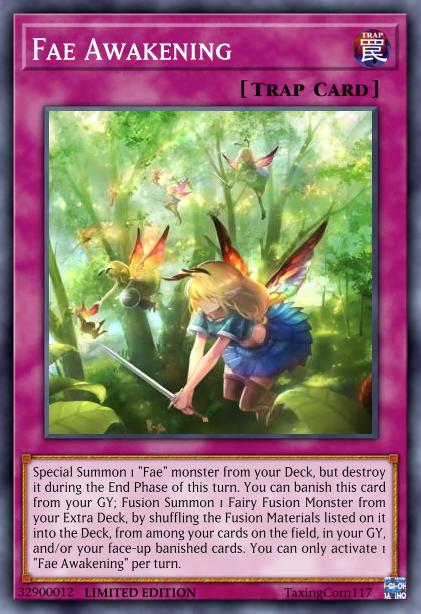 FAE AWAKENING
TRAP
罠
[TRAP CARD]
Special Summon 1 "Fae" monster from your Deck, but destroy
it during the End Phase of this turn. You can banish this card
from your GY; Fusion Summon 1 Fairy Fusion Monster from
your Extra Deck, by shuffling the Fusion Materials listed on it
into the Deck, from among your cards on the field, in your GY,
and/or your face-up banished cards. You can only activate 1
"Fae Awakening" per turn.
32900012 LIMITED EDITION TaxingCorn117